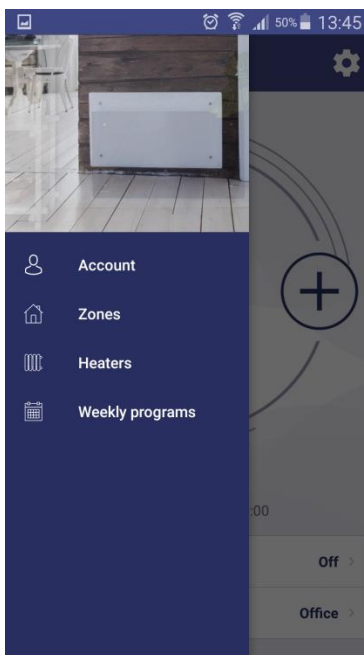 50% 13:45
Account
Zones
Heaters
Weekly programs
:00
Off
Office